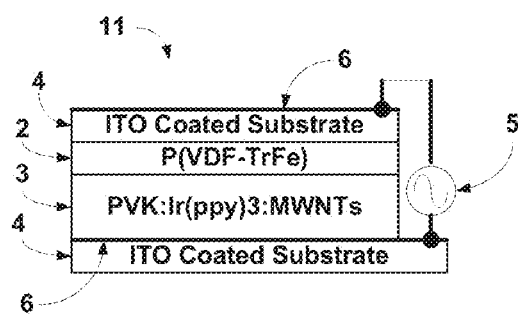 11
6
4
ITO Coated Substrate
2
P(VDF-TrFe)
5
3
PVK:Ir(ppy)3:MWNTs
4
ITO Coated Substrate
6